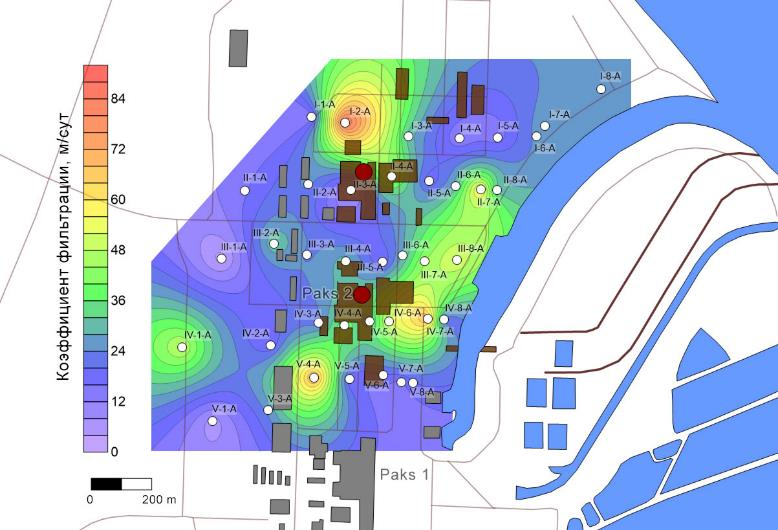 Коэффициент фильтрации, м/сут
84
72
60
48
36
24
12
0
0 200 m
I-8-A
I-1-A
I-2-A
I-3-A
I-4-A
I-5-A
I-7-A
I-6-A
II-1-A
II-2-A
II-3-A
II-4-A
II-5-A
II-6-A
II-8-A
II-7-A
III-1-A
III-2-A
III-3-A
III-4-A
III-5-A
III-6-A
III-7-A
III-8-A
Paks 2
IV-1-A
IV-2-A
IV-3-A
IV-4-A
IV-5-A
IV-6-A
IV-8-A
IV-7-A
V-1-A
V-3-A
V-4-A
V-5-A
V-6-A
V-7-A
V-8-A
Paks 1